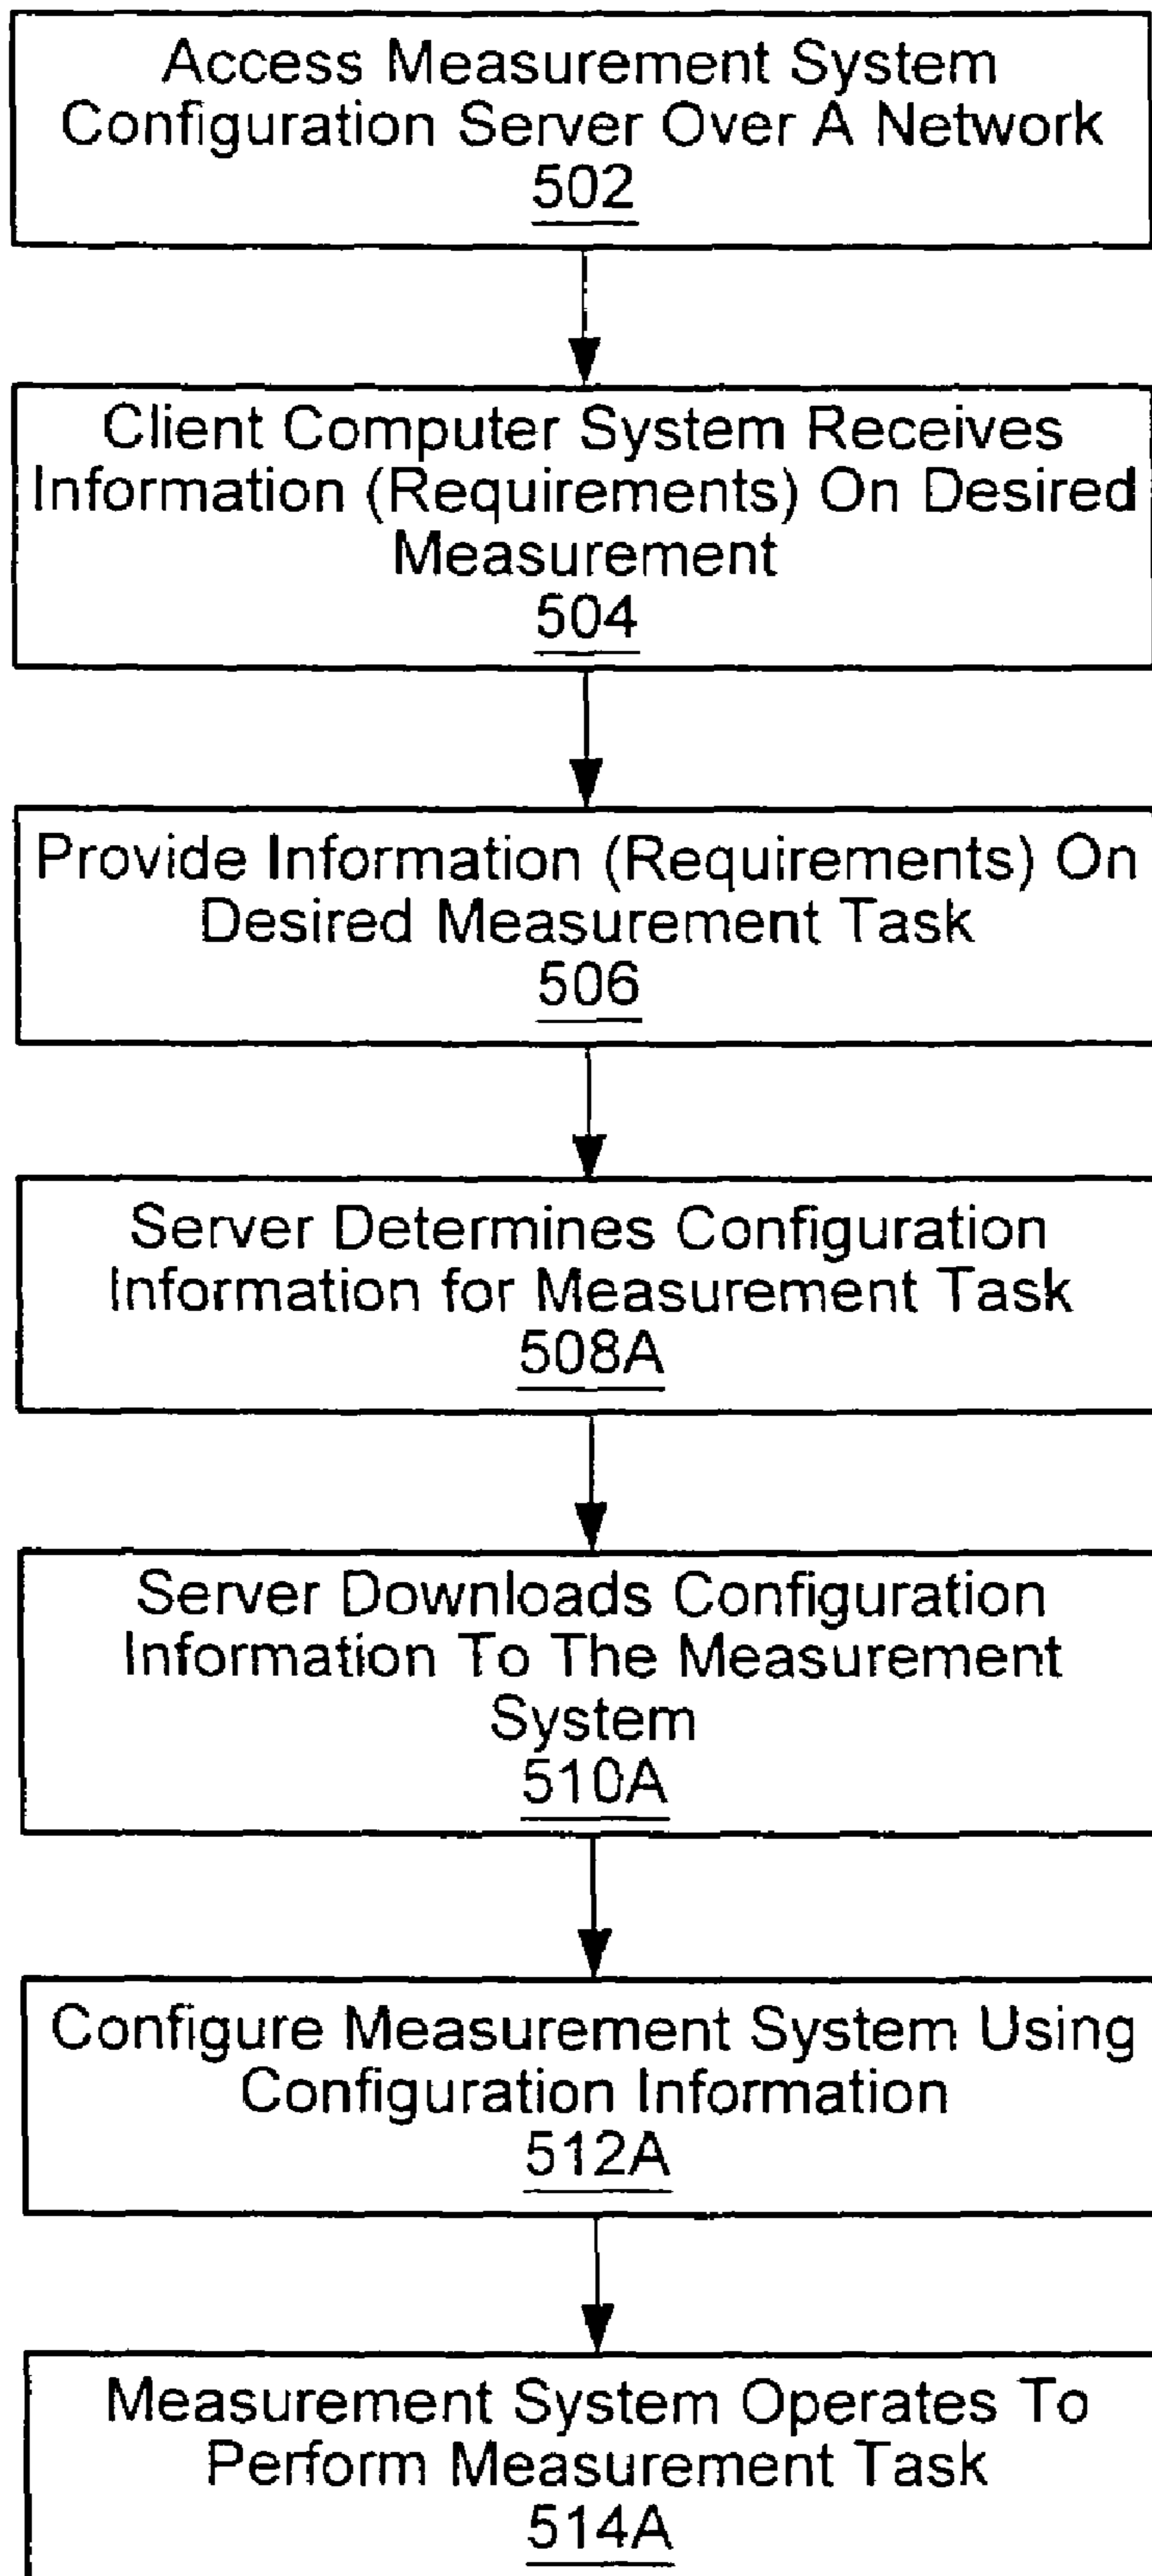 Access Measurement System
Configuration Server Over A Network
502
Client Computer System Receives
Information (Requirements) On Desired
Measurement
504
Provide Information (Requirements) On
Desired Measurement Task
506
Server Determines Configuration
Information for Measurement Task
508A
Server Downloads Configuration
Information To The Measurement
System
510A
Configure Measurement System Using
Configuration Information
512A
Measurement System Operates To
Perform Measurement Task
514A